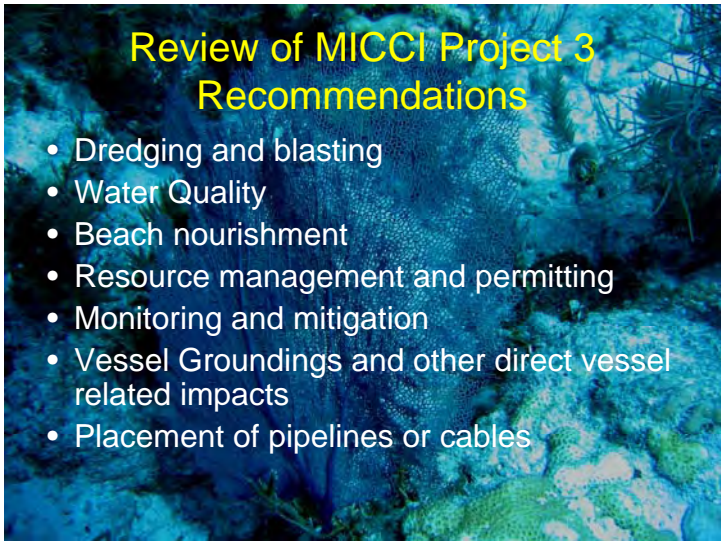 Review of MICCI Project 3
Recommendations
• Dredging and blasting
• Water Quality
• Beach nourishment
• Resource management and permitting
• Monitoring and mitigation
• Vessel Groundings and other direct vessel
related impacts
• Placement of pipelines or cables